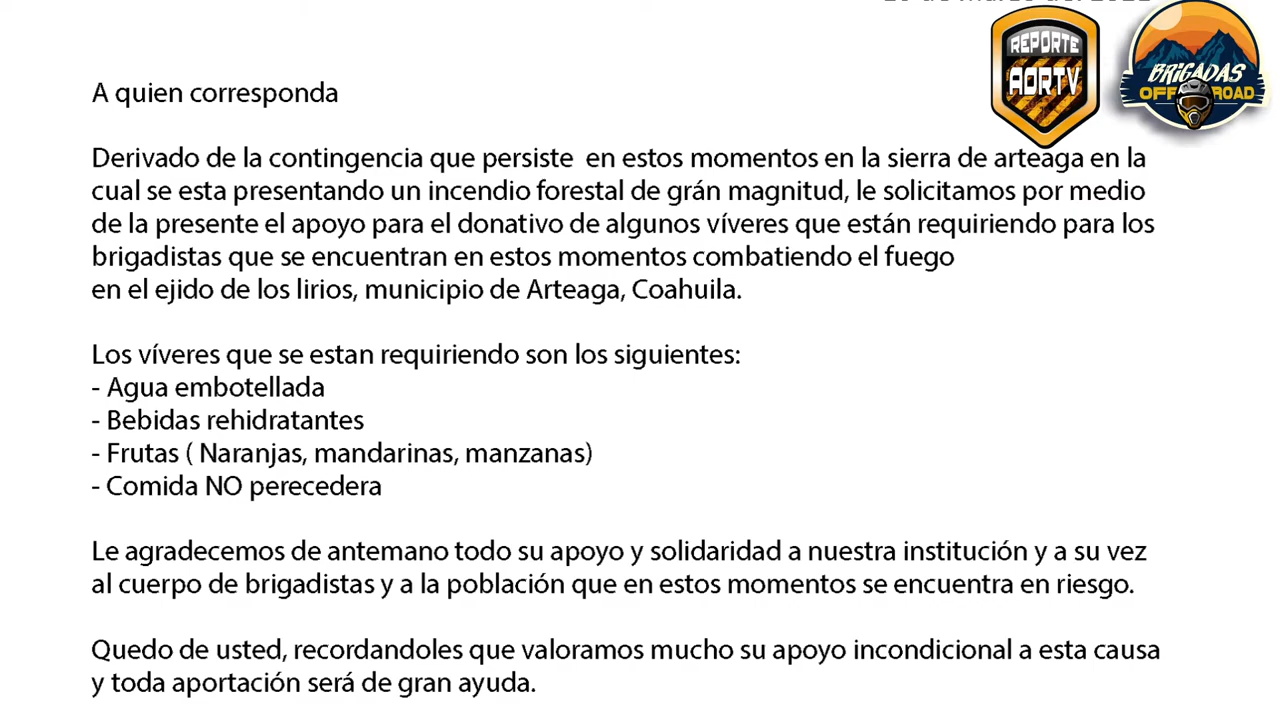 REPORTE
AORTV
BRIGADAS
OFF ROAD
A quien corresponda
Derivado de la contingencia que persiste en estos momentos en la sierra de arteaga en la
cual se esta presentando un incendio forestal de grán magnitud, le solicitamos por medio
de la presente el apoyo para el donativo de algunos víveres que están requiriendo para los
brigadistas que se encuentran en estos momentos combatiendo el fuego
en el ejido de los lirios, municipio de Arteaga, Coahuila.
Los víveres que se estan requiriendo son los siguientes:
- Agua embotellada
- Bebidas rehidratantes
- Frutas ( Naranjas, mandarinas, manzanas)
- Comida NO perecedera
Le agradecemos de antemano todo su apoyo y solidaridad a nuestra institución y a su vez
al cuerpo de brigadistas y a la población que en estos momentos se encuentra en riesgo.
Quedo de usted, recordandoles que valoramos mucho su apoyo incondicional a esta causa
y toda aportación será de gran ayuda.